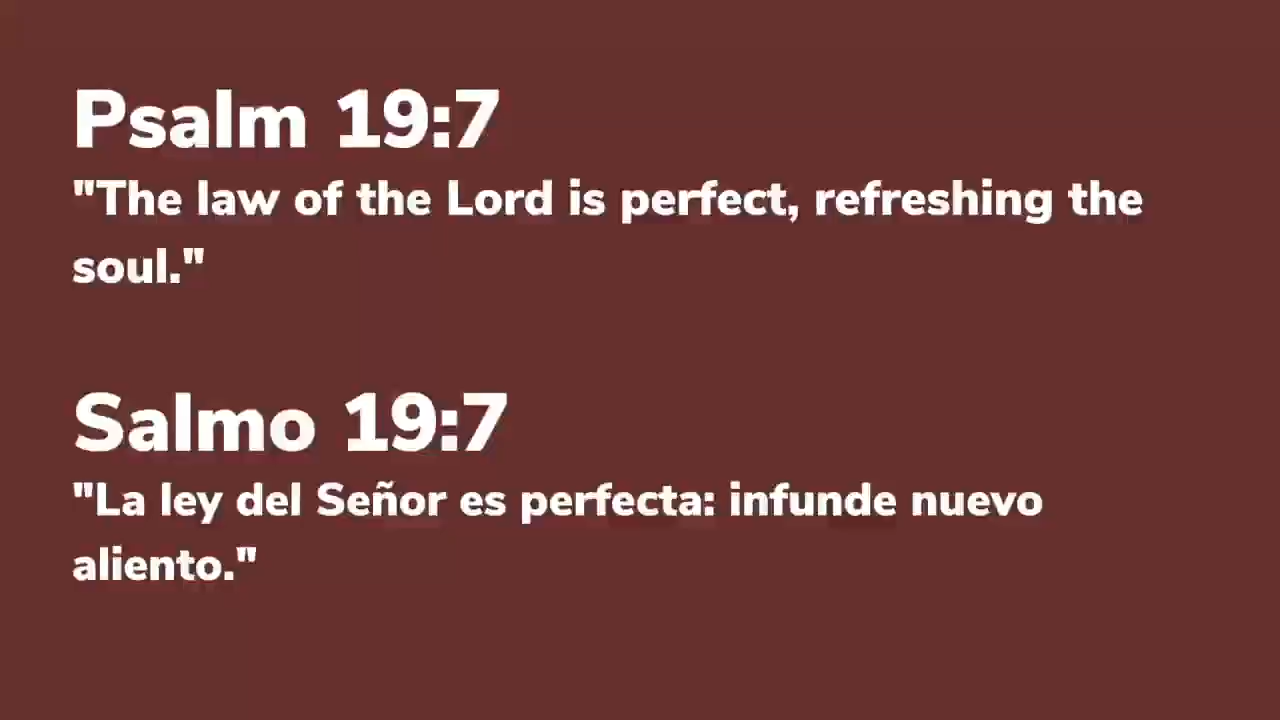 Psalm 19:7
"The law of the Lord is perfect, refreshing the
soul."
Salmo 19:7
"La ley del Señor es perfecta: infunde nuevo
aliento."